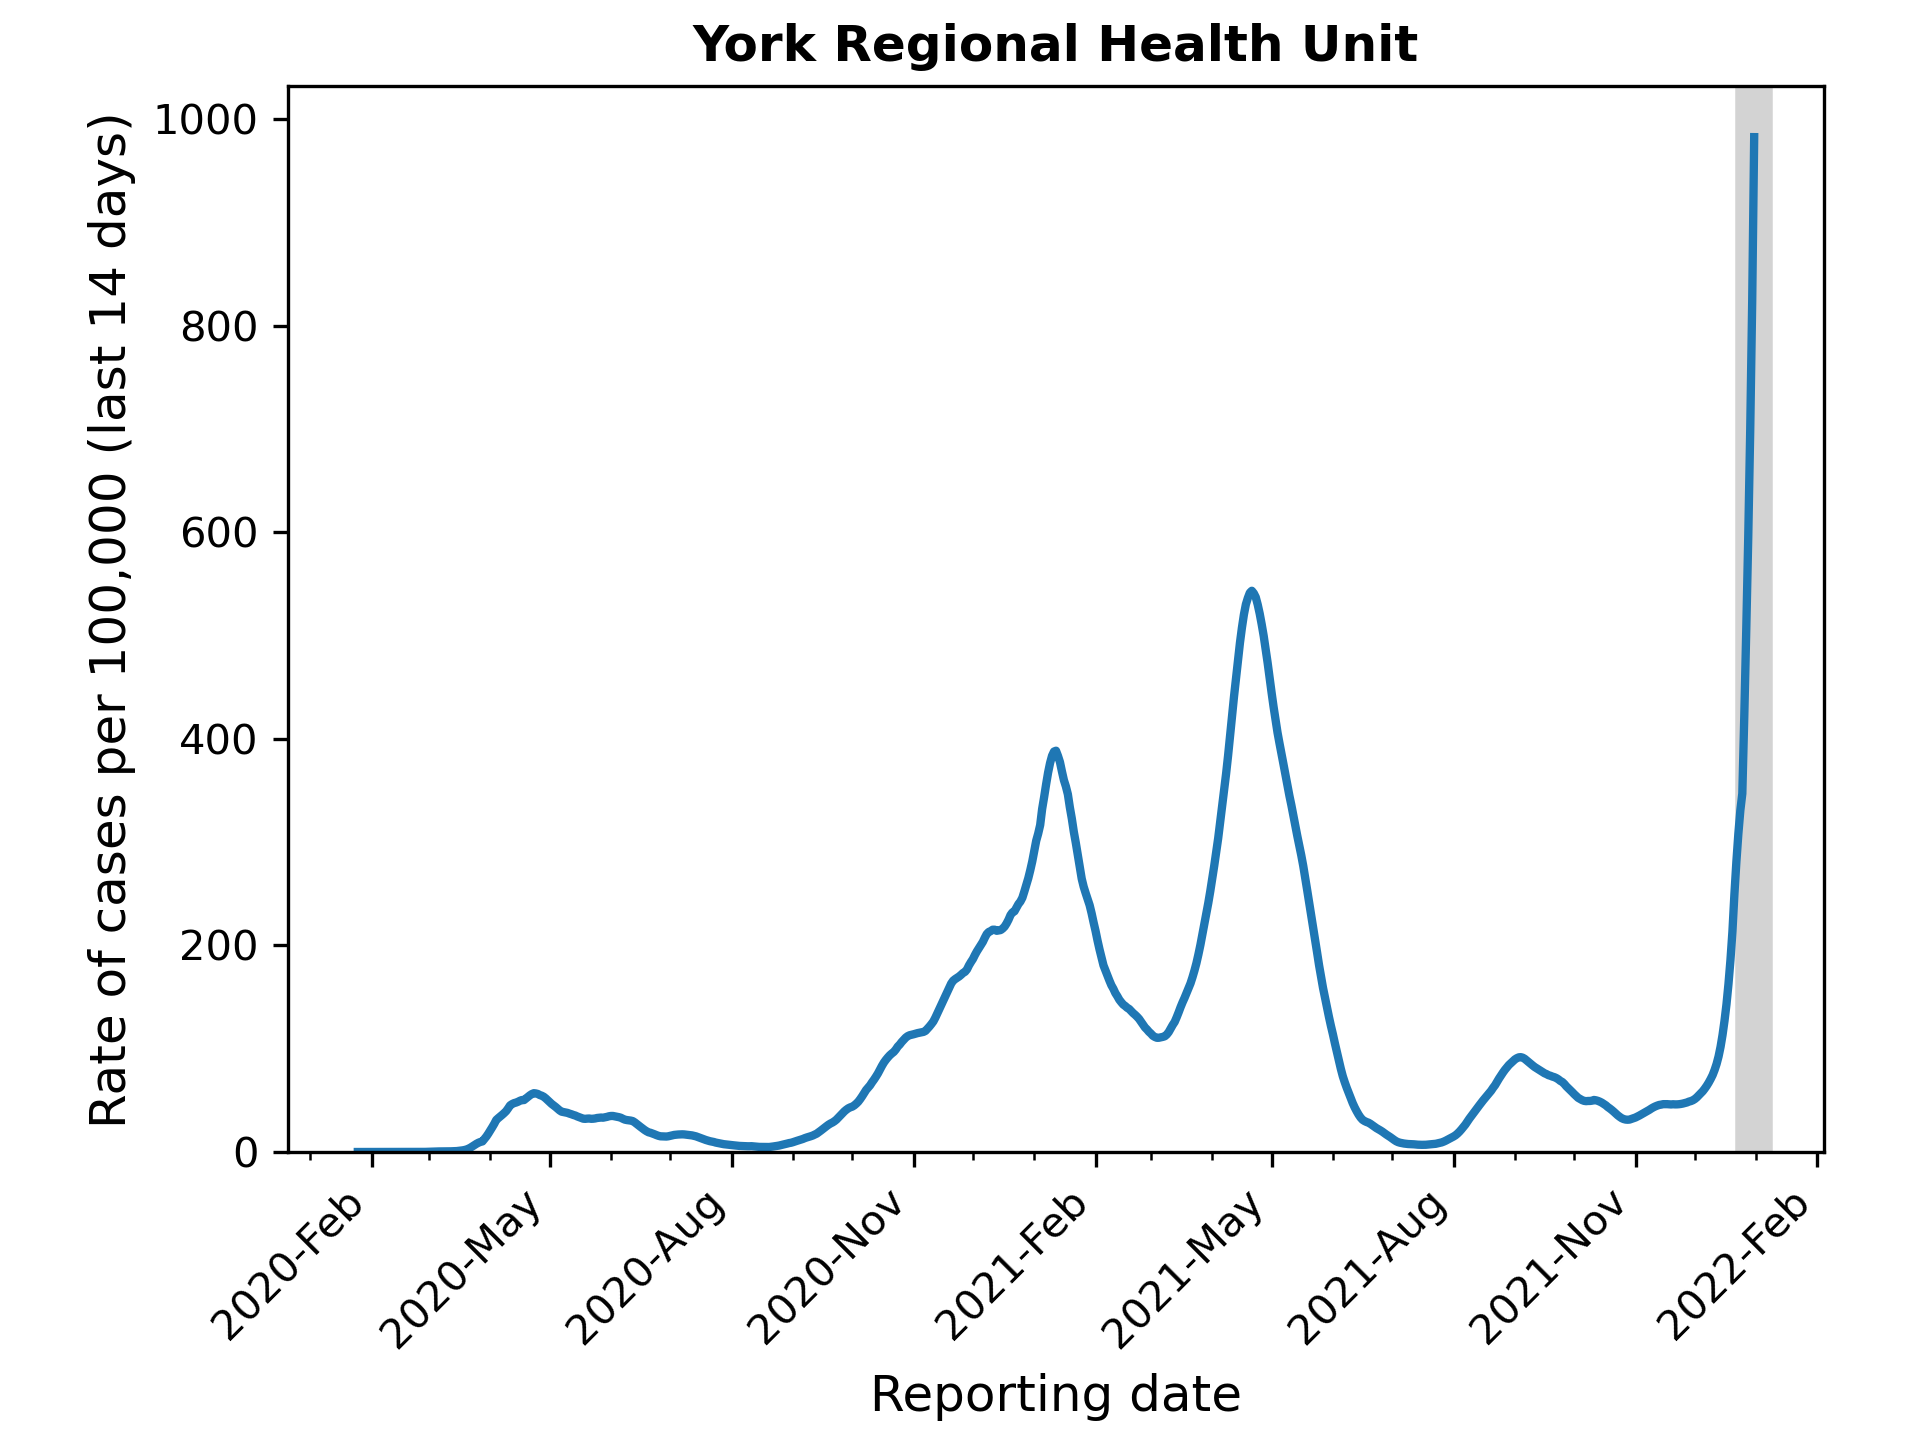 York Regional Health Unit
Rate of cases per 100,000 (last 14 days)
1000
800
600
400
200
0
2020-Feb
2020-May
2020-Aug
2020-Nov
2021-Feb
2021-May
2021-Aug
2021-Nov
2022-Feb
Reporting date